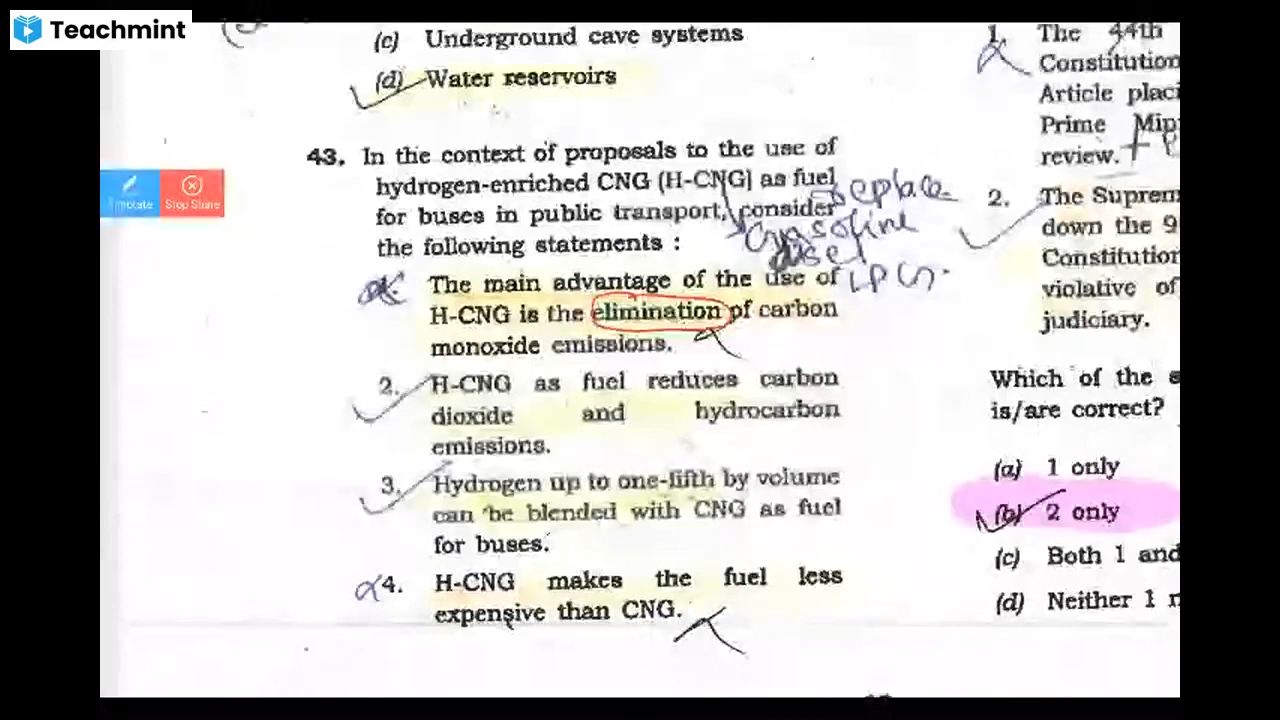 Teachmint
(c) Underground cave systems
(d) Water reservoirs
43. In the context of proposals to the use of
hydrogen-enriched CNG (H-CNG) as fuel
for buses in public transport, consider
the following statements :
The main advantage of the use of
H-CNG is the elimination of carbon
monoxide emissions.
2. H-CNG as fuel reduces carbon
dioxide and hydrocarbon
emissions.
3. Hydrogen up to one-fifth by volume
can be blended with CNG as fuel
for buses.
4. H-CNG makes the fuel less
expensive than CNG.
Replace
LPG
Stop Share
1. The 44th
Constitution
Article placi
Prime
review.
2. The Suprem
down the 9
Constitution
violative of
judiciary.
Which of the s
is/are correct?
(a) 1 only
(b) 2 only
(c) Both 1 and
(d) Neither 1